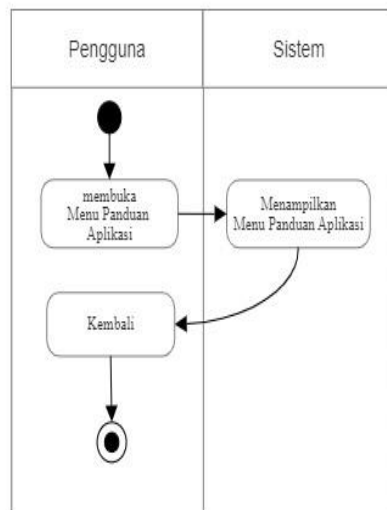 Pengguna
Sistem
membuka
Menu Panduan
Aplikasi
Menampilkan
Menu Panduan Aplikasi
Kembali